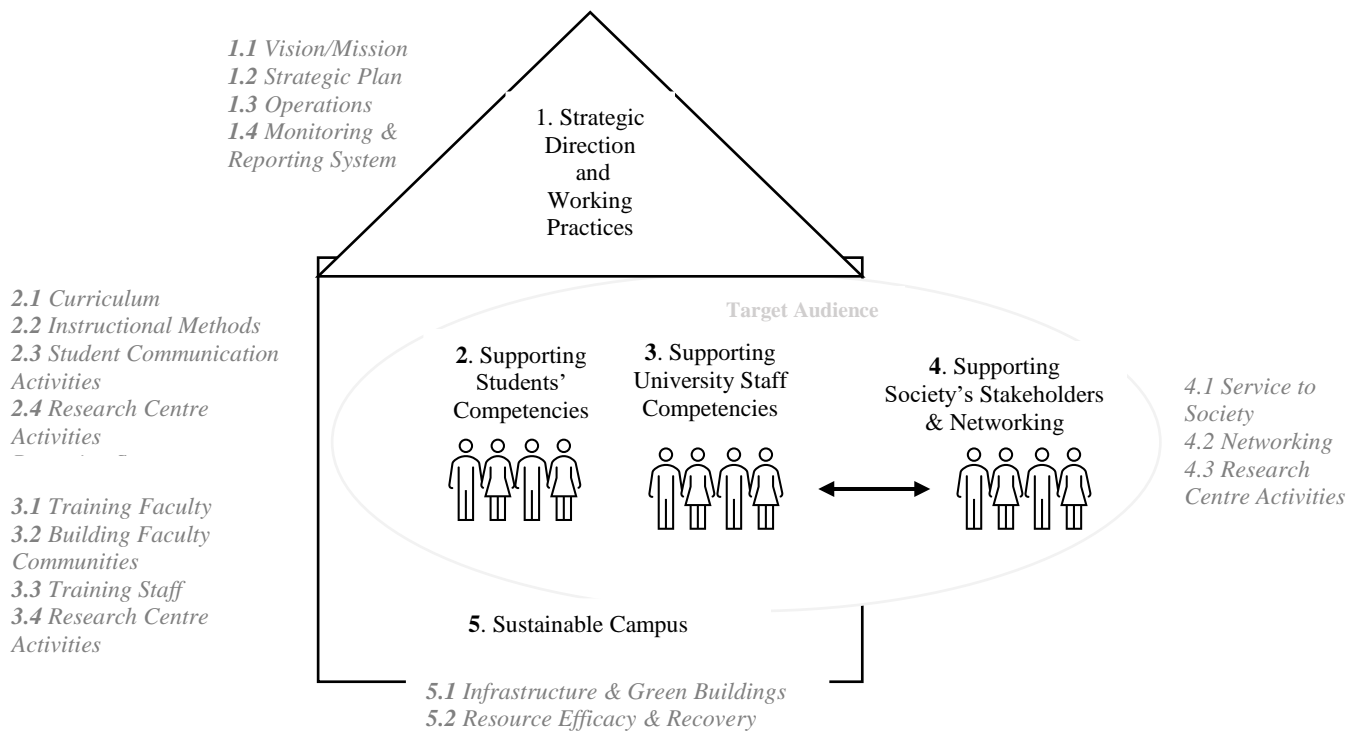 1.1 Vision/Mission
1.2 Strategic Plan
1.3 Operations
1.4 Monitoring &
Reporting System
1. Strategic
Direction
and
Working
Practices
2.1 Curriculum
2.2 Instructional Methods
2.3 Student Communication
Activities
2.4 Research Centre
Activities
3.1 Training Faculty
3.2 Building Faculty
Communities
3.3 Training Staff
3.4 Research Centre
Activities
Target Audience
2. Supporting
Students’
Competencies
3. Supporting
University Staff
Competencies
4. Supporting
Society’s Stakeholders
& Networking
4.1 Service to
Society
4.2 Networking
4.3 Research
Centre Activities
5. Sustainable Campus
5.1 Infrastructure & Green Buildings
5.2 Resource Efficacy & Recovery